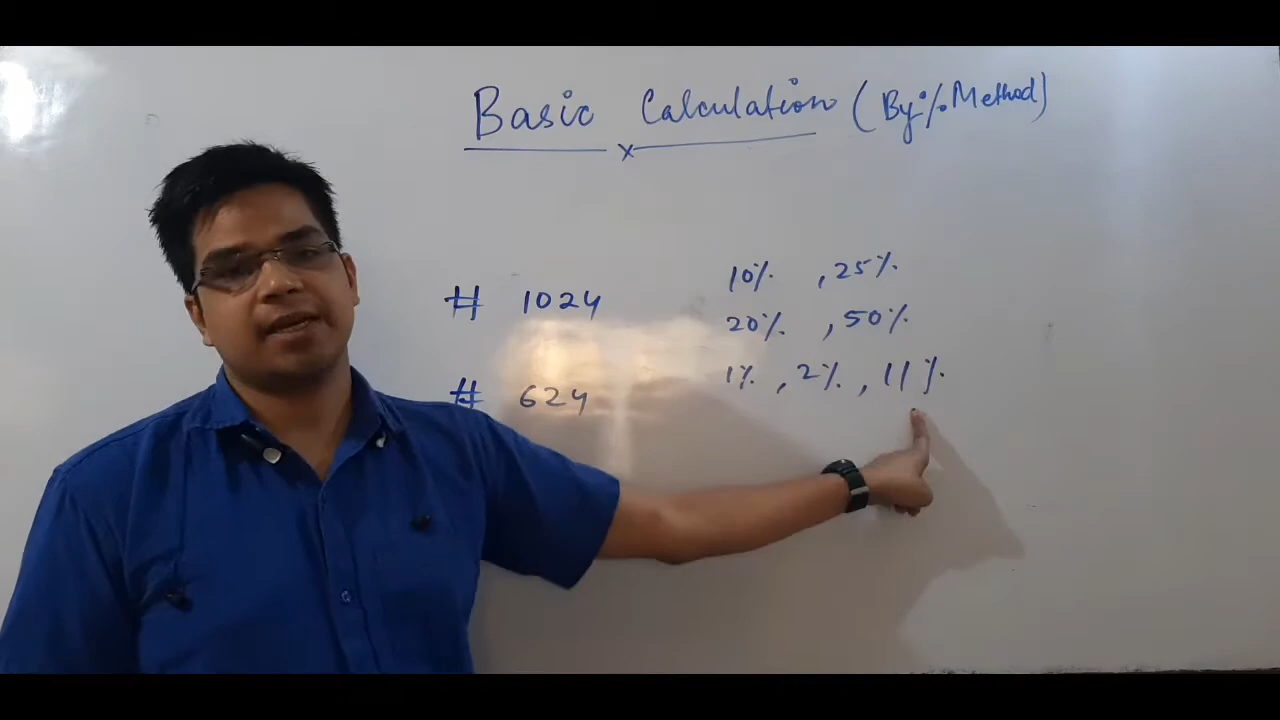 Basic Calculation (By % Method)
x
# 1024
10% , 25%
20% , 50%
# 624
1% , 2% , 11%